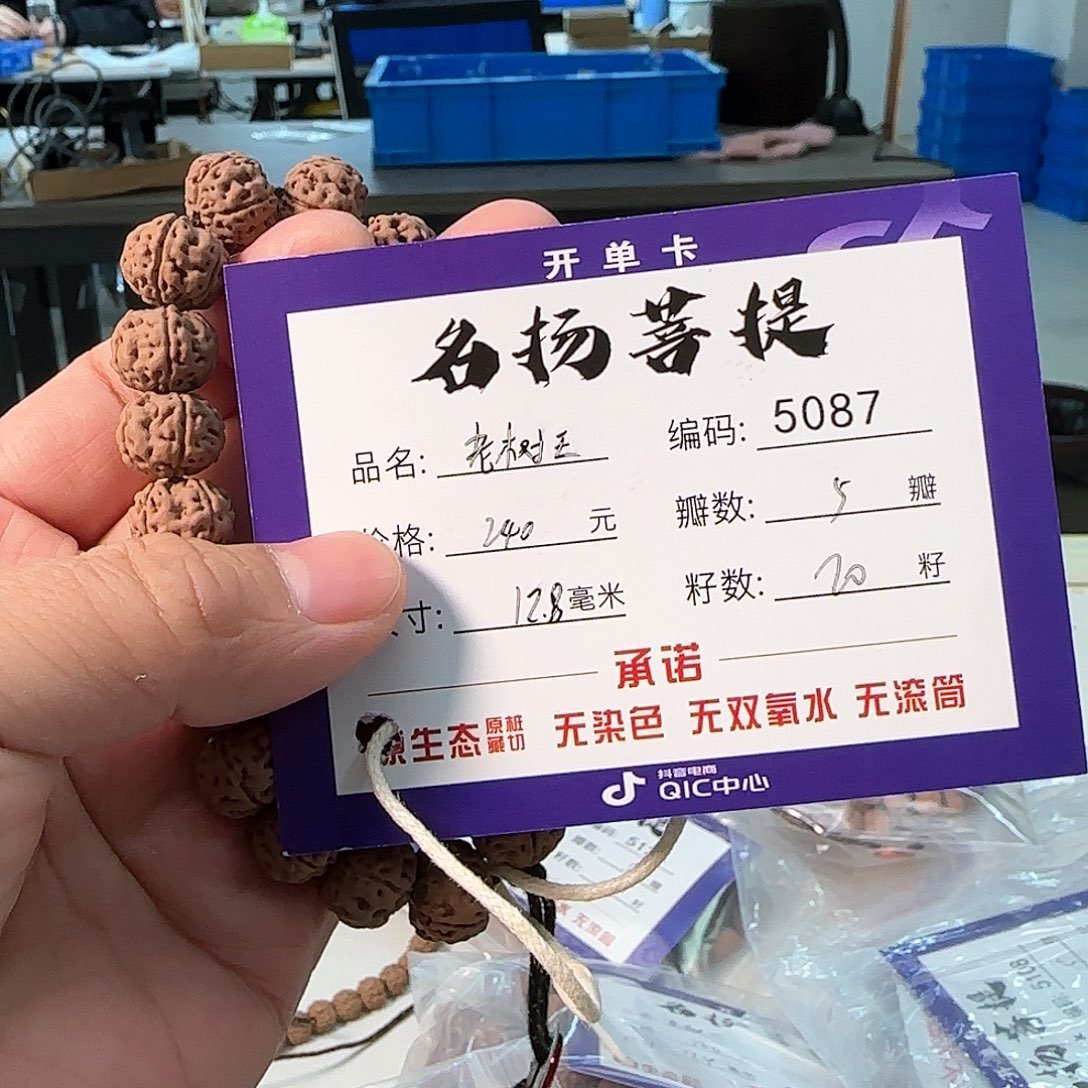 开单卡
名扬菩提
品名: 老树王
编码: 5087
价格: 240 元
瓣数: 5 瓣
寸: 12.8 毫米
籽数: 20 籽
承诺
原生态 原桩藏切 无染色 无双氧水 无滚筒
抖音电商
QIC中心